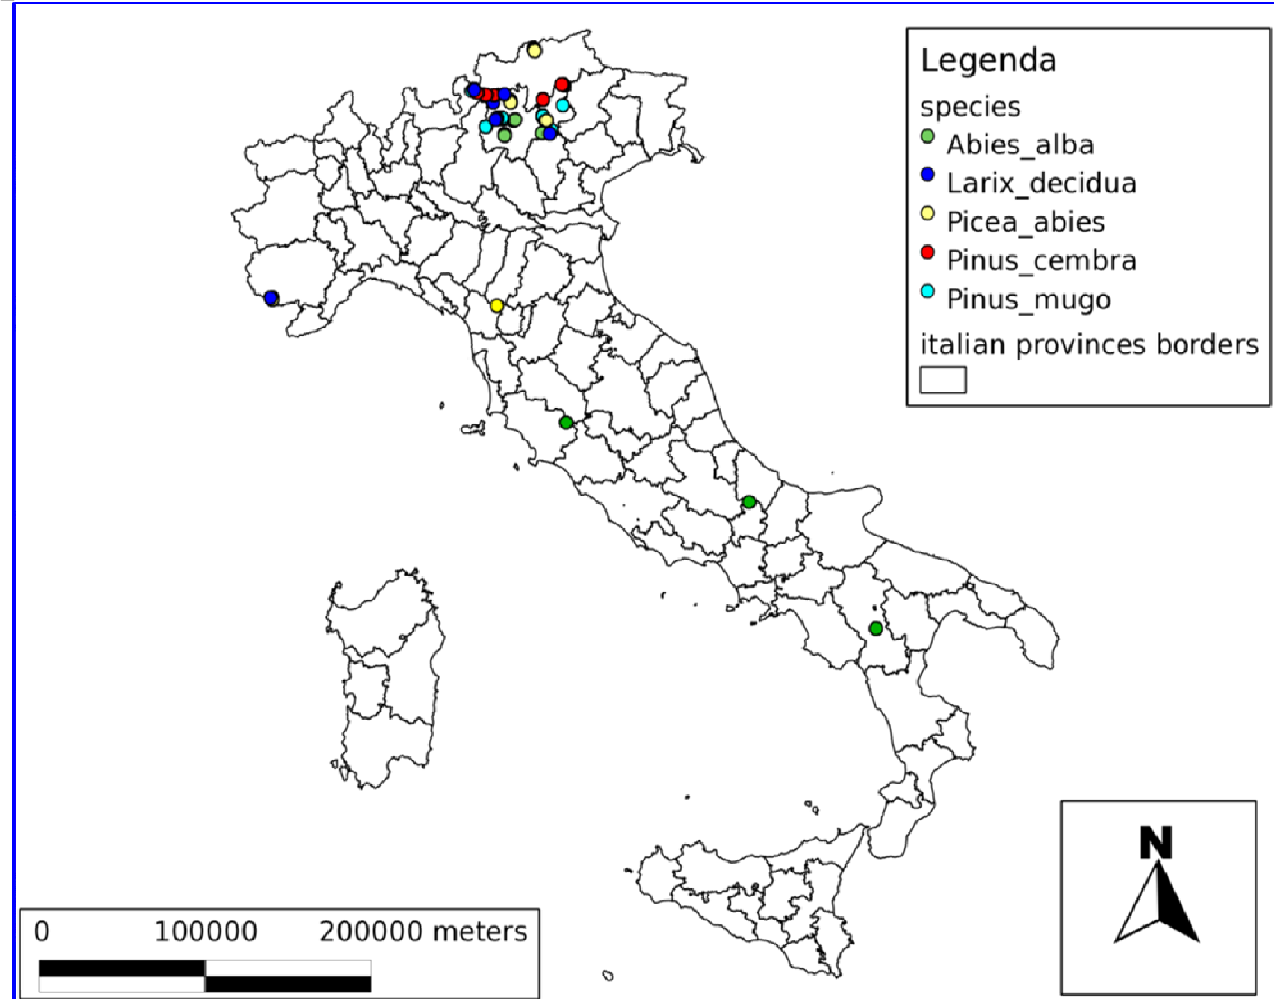 Legenda
species
Abies_alba
Larix_decidua
Picea_abies
Pinus_cembra
Pinus_mugo
italian provinces borders
N
0 100000 200000 meters